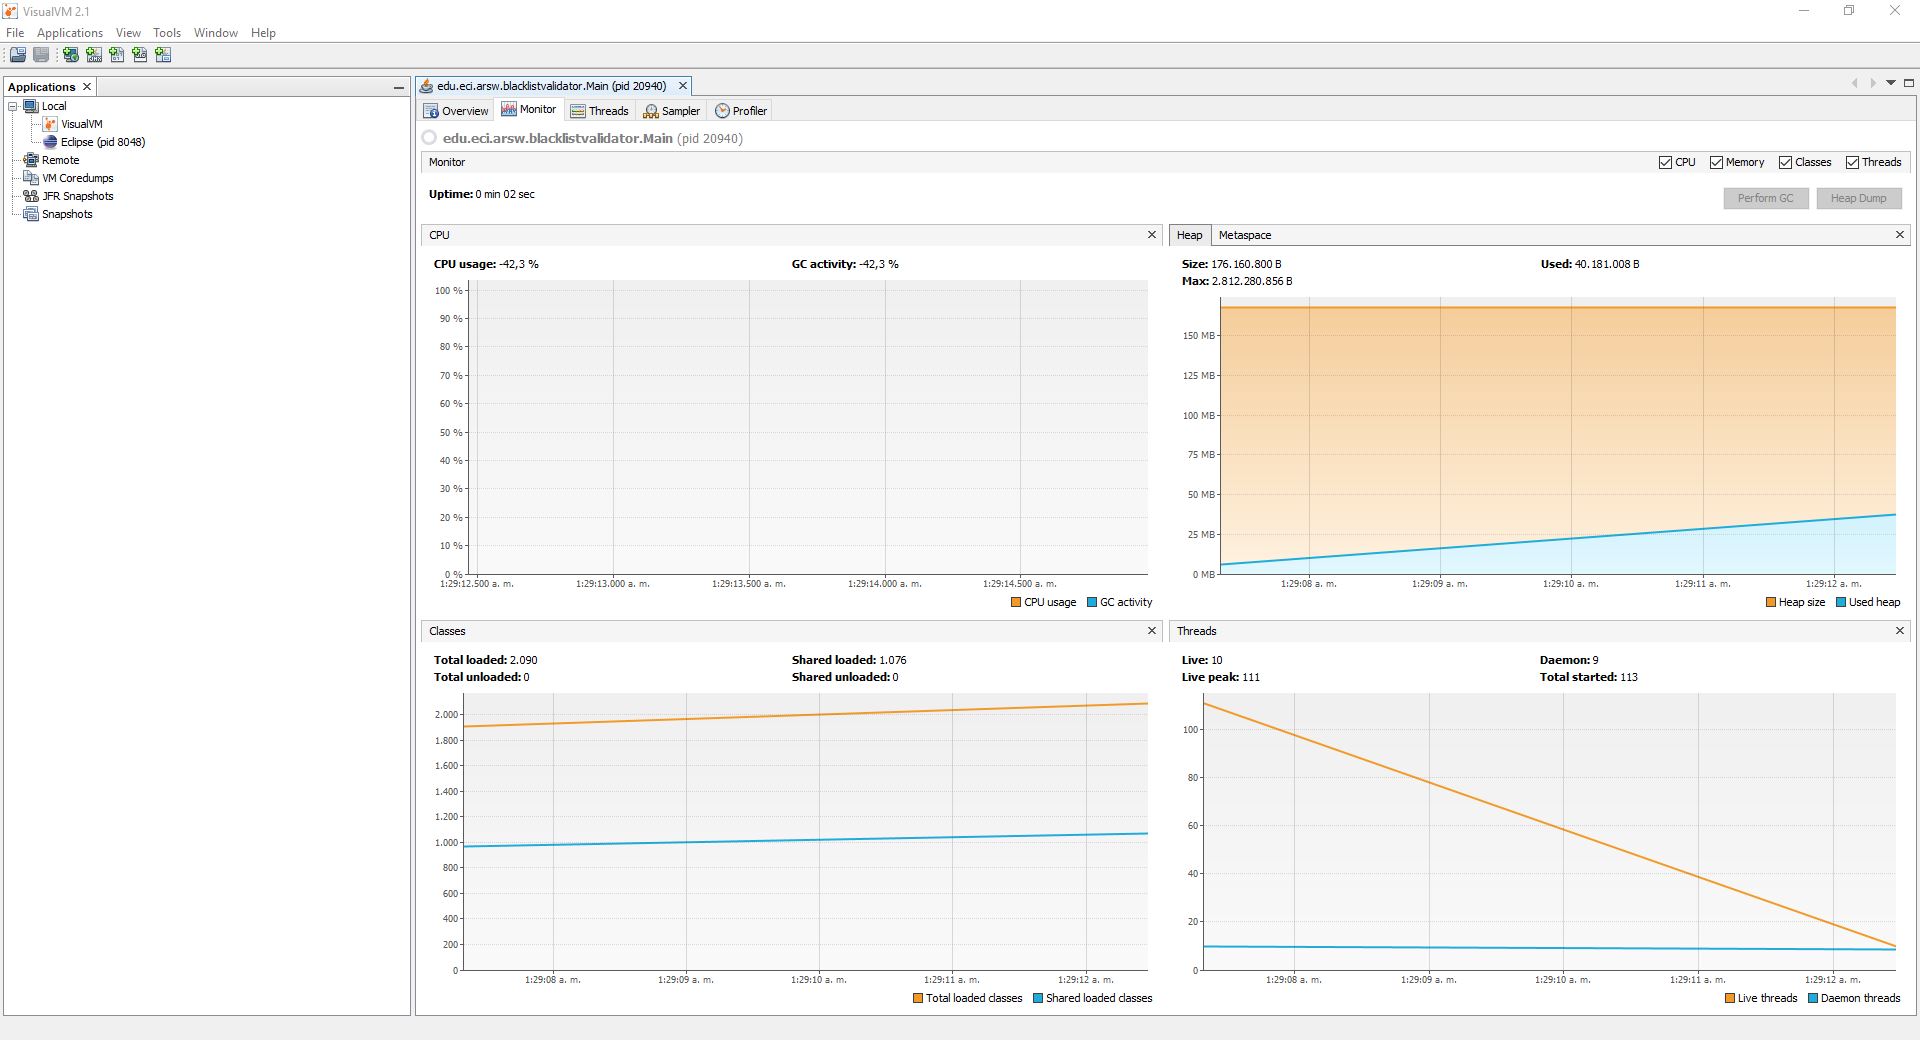 VisualVM 2.1
File Applications View Tools Window Help
Applications
Local
VisualVM
Eclipse (pid 8048)
Remote
VM Coredumps
JFR Snapshots
Snapshots
edu.eci.arsw.blacklistvalidator.Main (pid 20940)
Overview Monitor Threads Sampler Profiler
edu.eci.arsw.blacklistvalidator.Main (pid 20940)
Monitor CPU Memory Classes Threads
Uptime: 0 min 02 sec
Perform GC Heap Dump
CPU
CPU usage: -42,3 % GC activity: -42,3 %
100 %
90 %
80 %
70 %
60 %
50 %
40 %
30 %
20 %
10 %
0 %
1:29:12.500 a. m. 1:29:13.000 a. m. 1:29:13.500 a. m. 1:29:14.000 a. m. 1:29:14.500 a. m.
CPU usage GC activity
Heap Metaspace
Size: 176.160.800 B Used: 40.181.008 B
Max: 2.812.280.856 B
150 MB
125 MB
100 MB
75 MB
50 MB
25 MB
0 MB
1:29:08 a. m. 1:29:09 a. m. 1:29:10 a. m. 1:29:11 a. m. 1:29:12 a. m.
Heap size Used heap
Classes
Total loaded: 2.090 Shared loaded: 1.076
Total unloaded: 0 Shared unloaded: 0
2.000
1.800
1.600
1.400
1.200
1.000
800
600
400
200
0
1:29:08 a. m. 1:29:09 a. m. 1:29:10 a. m. 1:29:11 a. m. 1:29:12 a. m.
Total loaded classes Shared loaded classes
Threads
Live: 10 Daemon: 9
Live peak: 111 Total started: 113
100
80
60
40
20
0
1:29:08 a. m. 1:29:09 a. m. 1:29:10 a. m. 1:29:11 a. m. 1:29:12 a. m.
Live threads Daemon threads